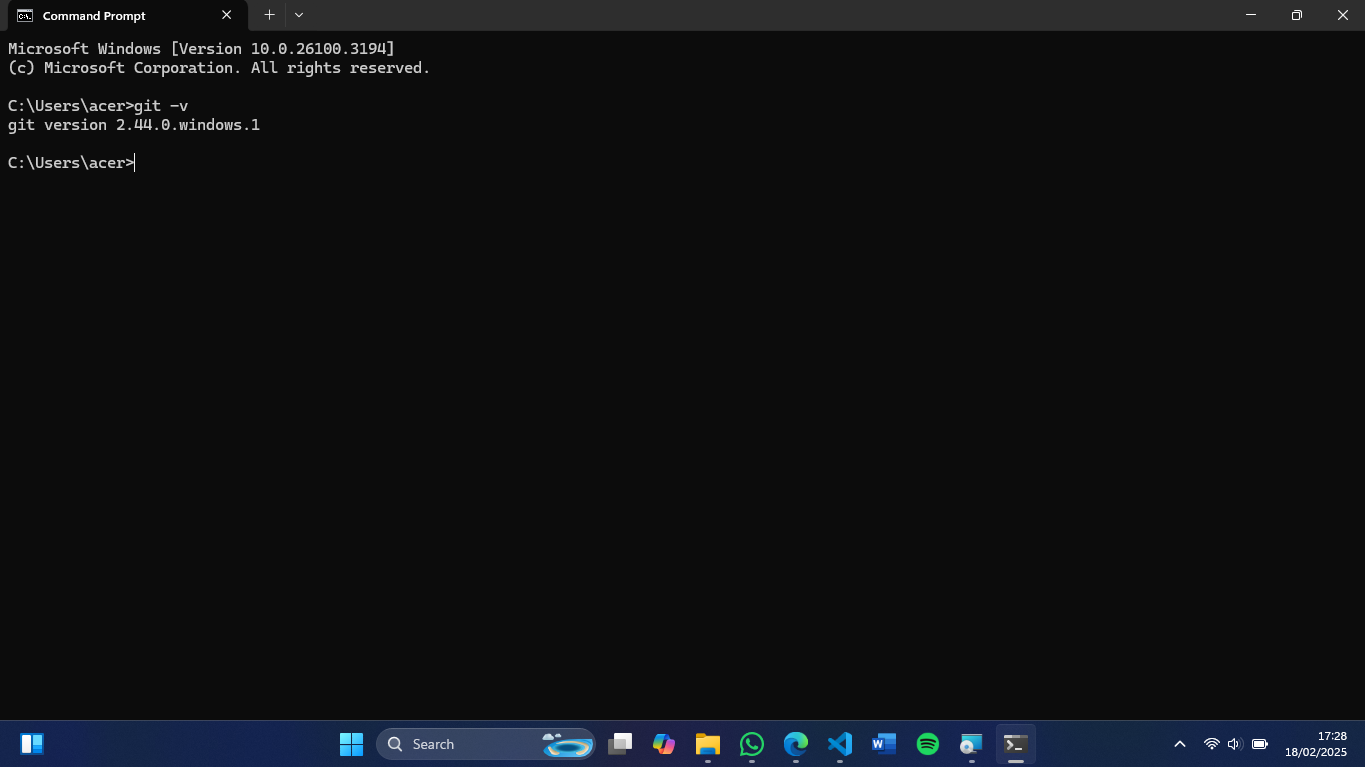 Command Prompt
Microsoft Windows [Version 10.0.26100.3194]
(c) Microsoft Corporation. All rights reserved.
C:\Users\acer>git -v
git version 2.44.0.windows.1
C:\Users\acer>
Search
17:28
18/02/2025